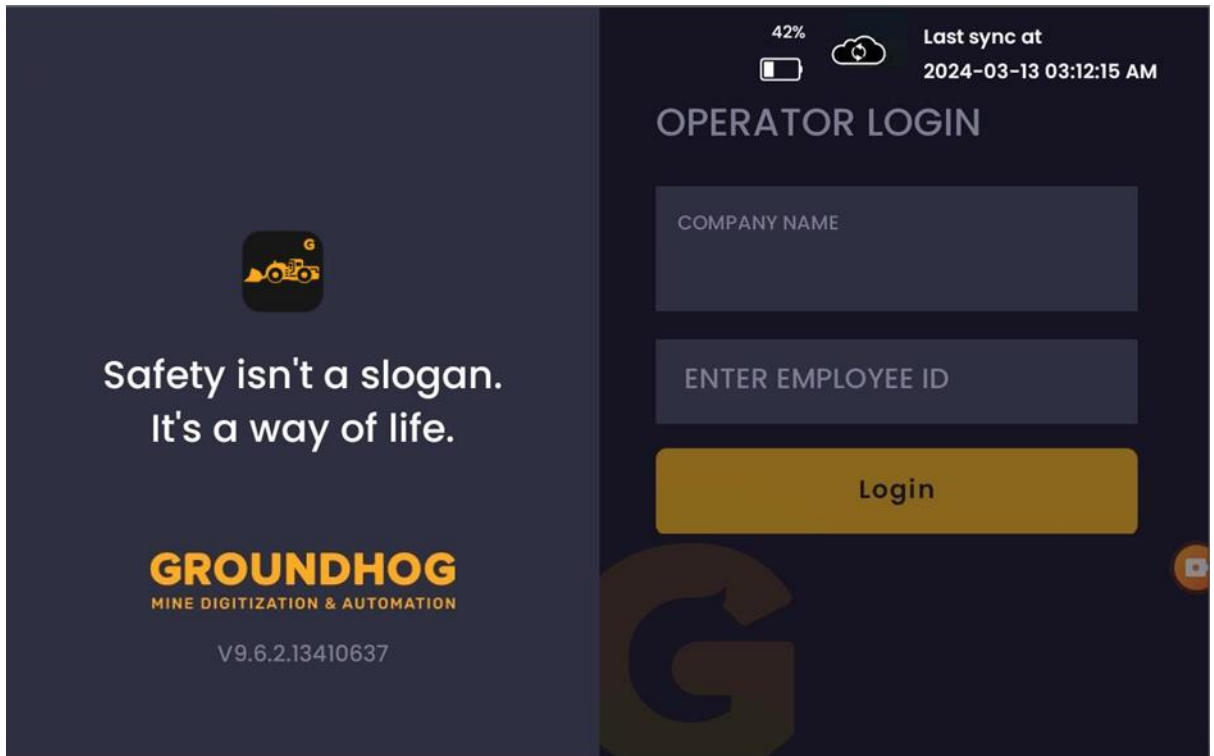 G
Safety isn't a slogan.
It's a way of life.
GROUNDHOG
MINE DIGITIZATION & AUTOMATION
V9.6.2.13410637
42%
Last sync at
2024-03-13 03:12:15 AM
OPERATOR LOGIN
COMPANY NAME
ENTER EMPLOYEE ID
Login
G